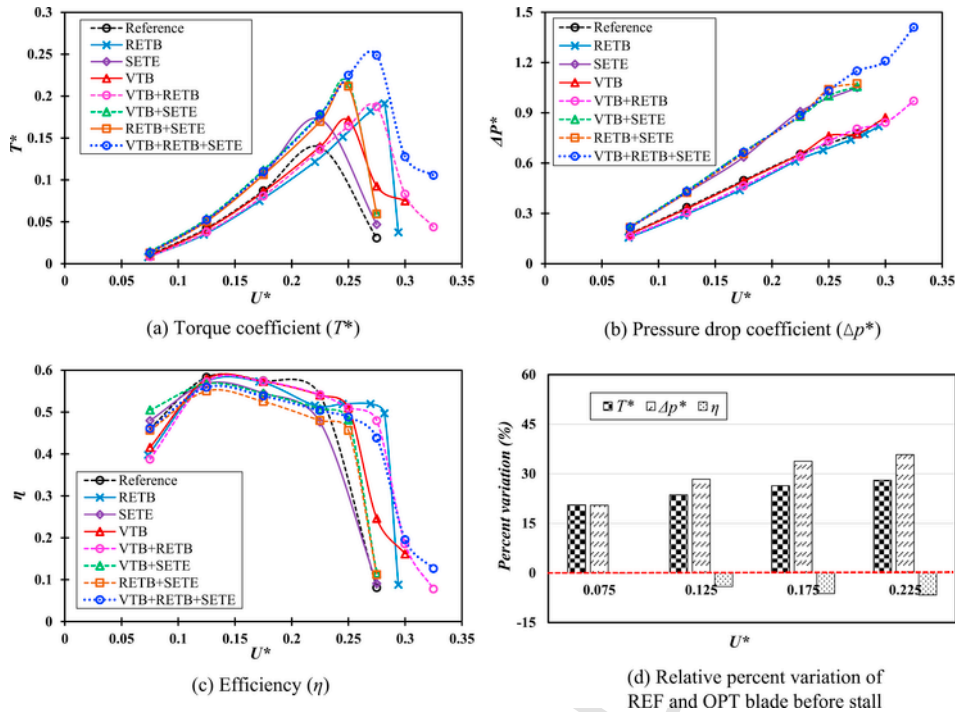 0.3
0.25
0.2
0.15
0.1
0.05
0
T*
Reference
RETB
SETE
VTB
VTB+RETB
VTB+SETE
RETB+SETE
VTB+RETB+SETE
0 0.05 0.1 0.15 0.2 0.25 0.3 0.35
U*
(a) Torque coefficient (T*)
1.5
1.2
0.9
0.6
0.3
0
ΔP*
Reference
RETB
SETE
VTB
VTB+RETB
VTB+SETE
RETB+SETE
VTB+RETB+SETE
0 0.05 0.1 0.15 0.2 0.25 0.3 0.35
U*
(b) Pressure drop coefficient (Δp*)
0.6
0.5
0.4
0.3
0.2
0.1
0
η
Reference
RETB
SETE
VTB
VTB+RETB
VTB+SETE
RETB+SETE
VTB+RETB+SETE
0 0.05 0.1 0.15 0.2 0.25 0.3 0.35
U*
(c) Efficiency (η)
60
45
30
15
0
-15
Percent variation (%)
T* Δp* η
0.075 0.125 0.175 0.225
U*
(d) Relative percent variation of
REF and OPT blade before stall